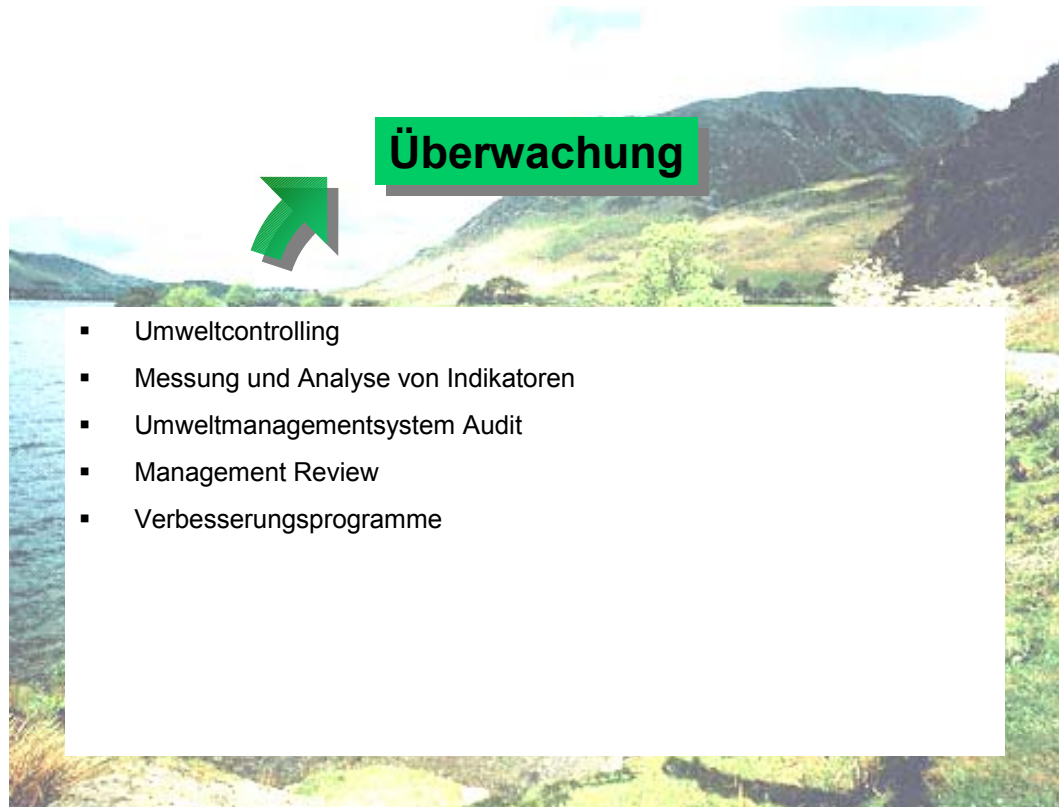 Überwachung
▪ Umweltcontrolling
▪ Messung und Analyse von Indikatoren
▪ Umweltmanagementsystem Audit
▪ Management Review
▪ Verbesserungsprogramme